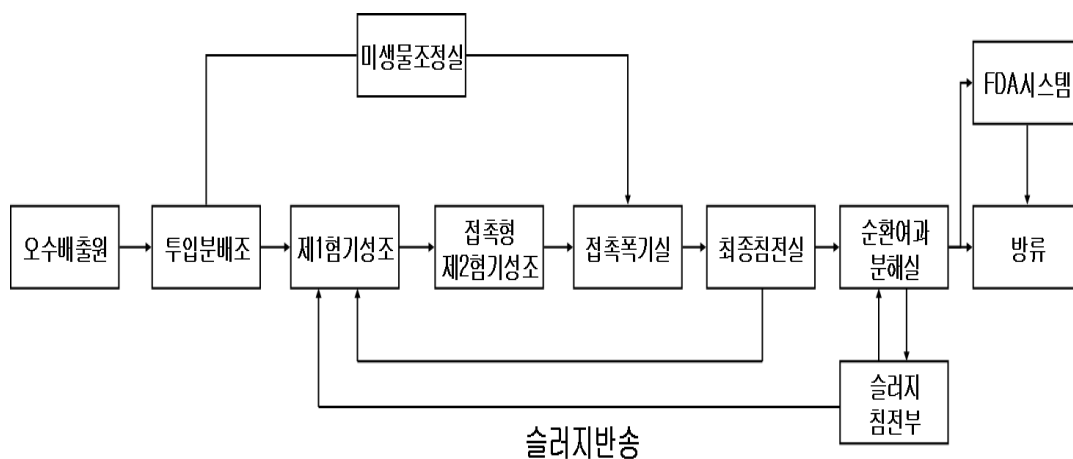 미생물조정실
FDA시스템
오수배출원
투입분배조
제1혐기성조
접촉형
제2혐기성조
접촉폭기실
최종침전실
순환여과
분해실
방류
슬러지
침전부
슬러지반송